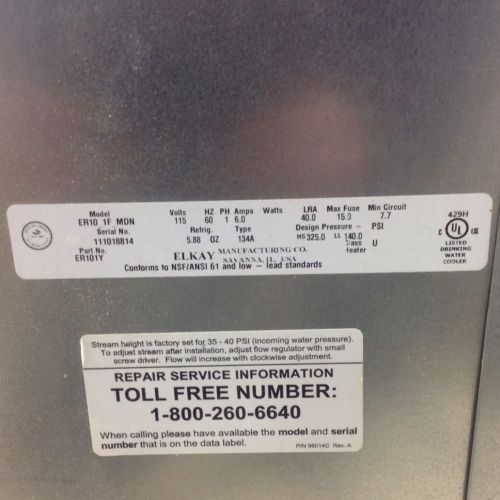 Model Volts HZ PH Amps Watts LRA Max Fuse Min Circuit
ER10 1F MDN 115 60 1 6.0 40.0 15.0 7.7
Serial No. Refrig. Type Design Pressure - PSI
111018814 5.88 OZ 134A HS 325.0 LS 140.0
Part No. ELKAY MANUFACTURING CO. U
ER101Y SAVANNA, IL. USA
Conforms to NSF/ANSI 61 and low - lead standards
429H
C UL US
LISTED
DRINKING
WATER
COOLER
Stream height is factory set for 35 - 40 PSI (incoming water pressure).
To adjust stream after installation, adjust flow regulator with small
screw driver. Flow will increase with clockwise adjustment.
REPAIR SERVICE INFORMATION
TOLL FREE NUMBER:
1-800-260-6640
When calling please have available the model and serial
number that is on the data label.
P/N 98014C Rev. A